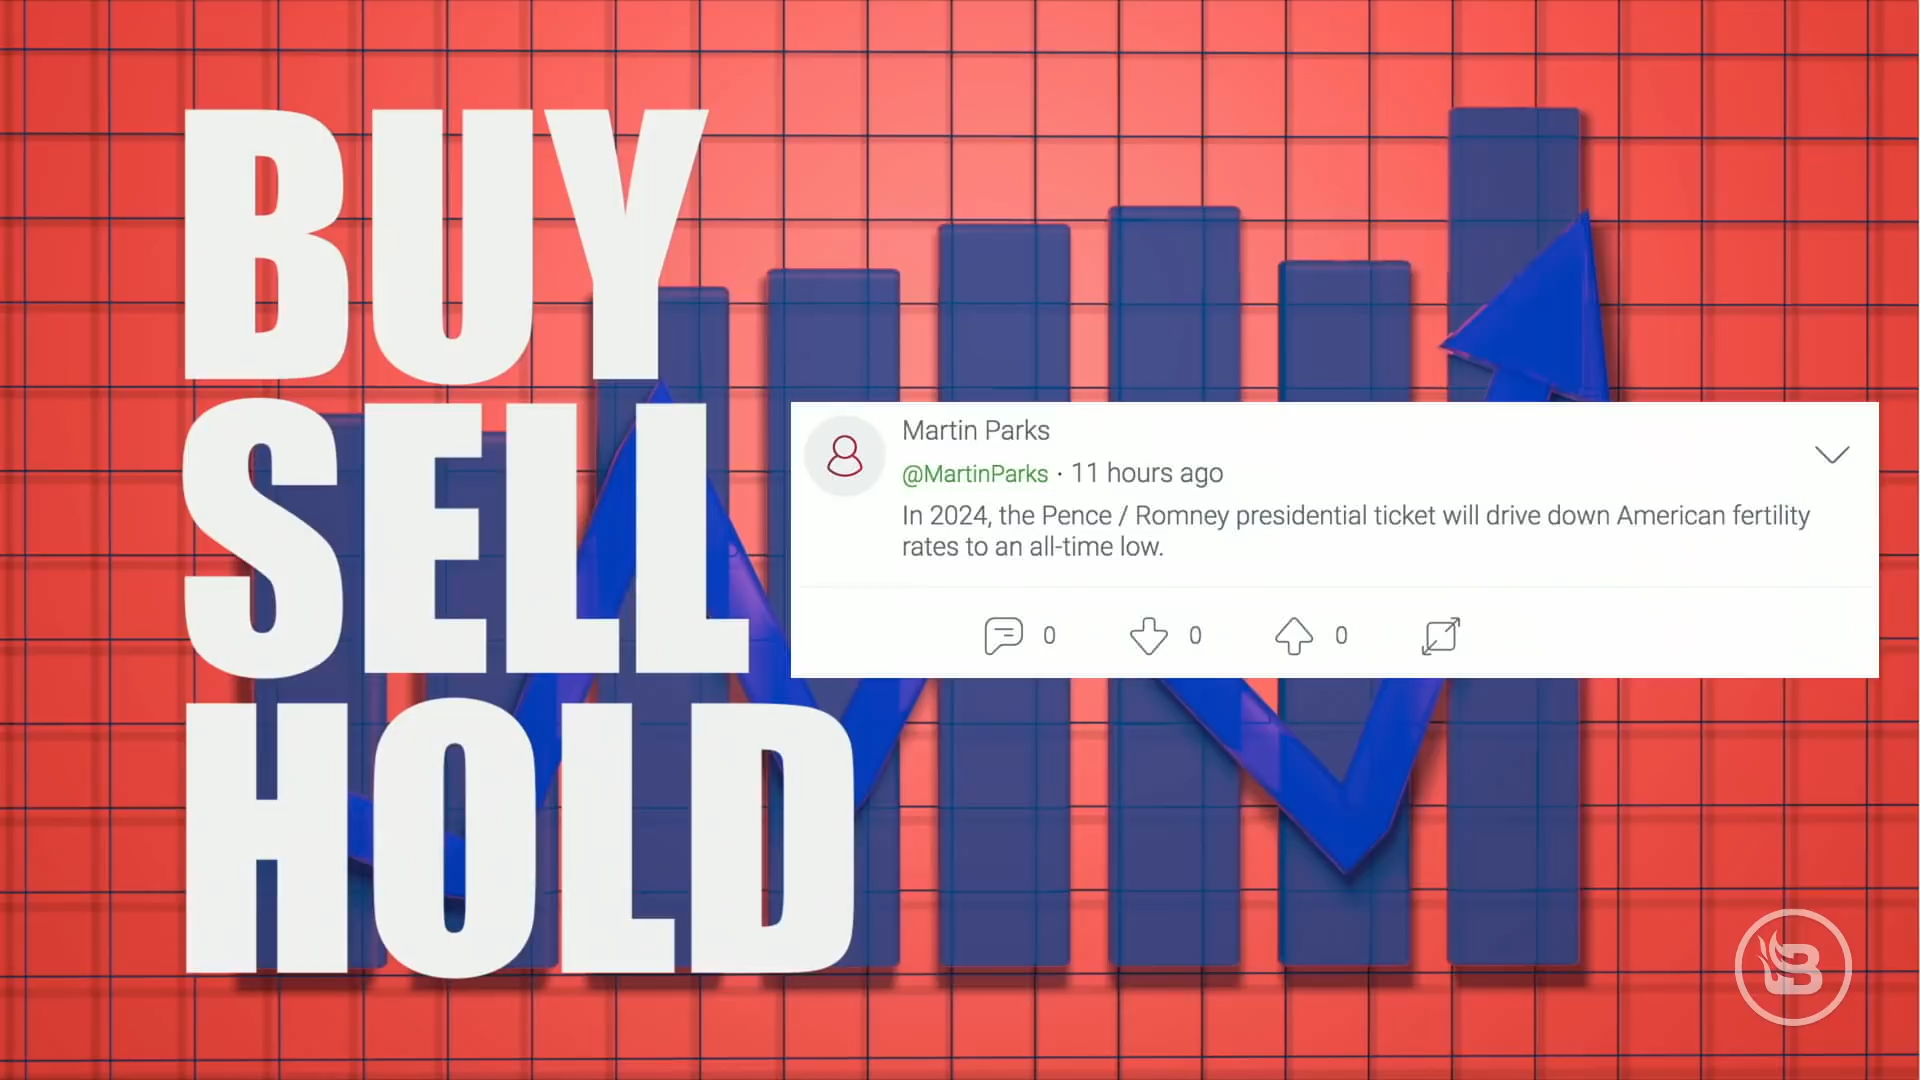 BUY
SELL
HOLD
Martin Parks
@MartinParks · 11 hours ago
In 2024, the Pence / Romney presidential ticket will drive down American fertility
rates to an all-time low.
0 0 0
B